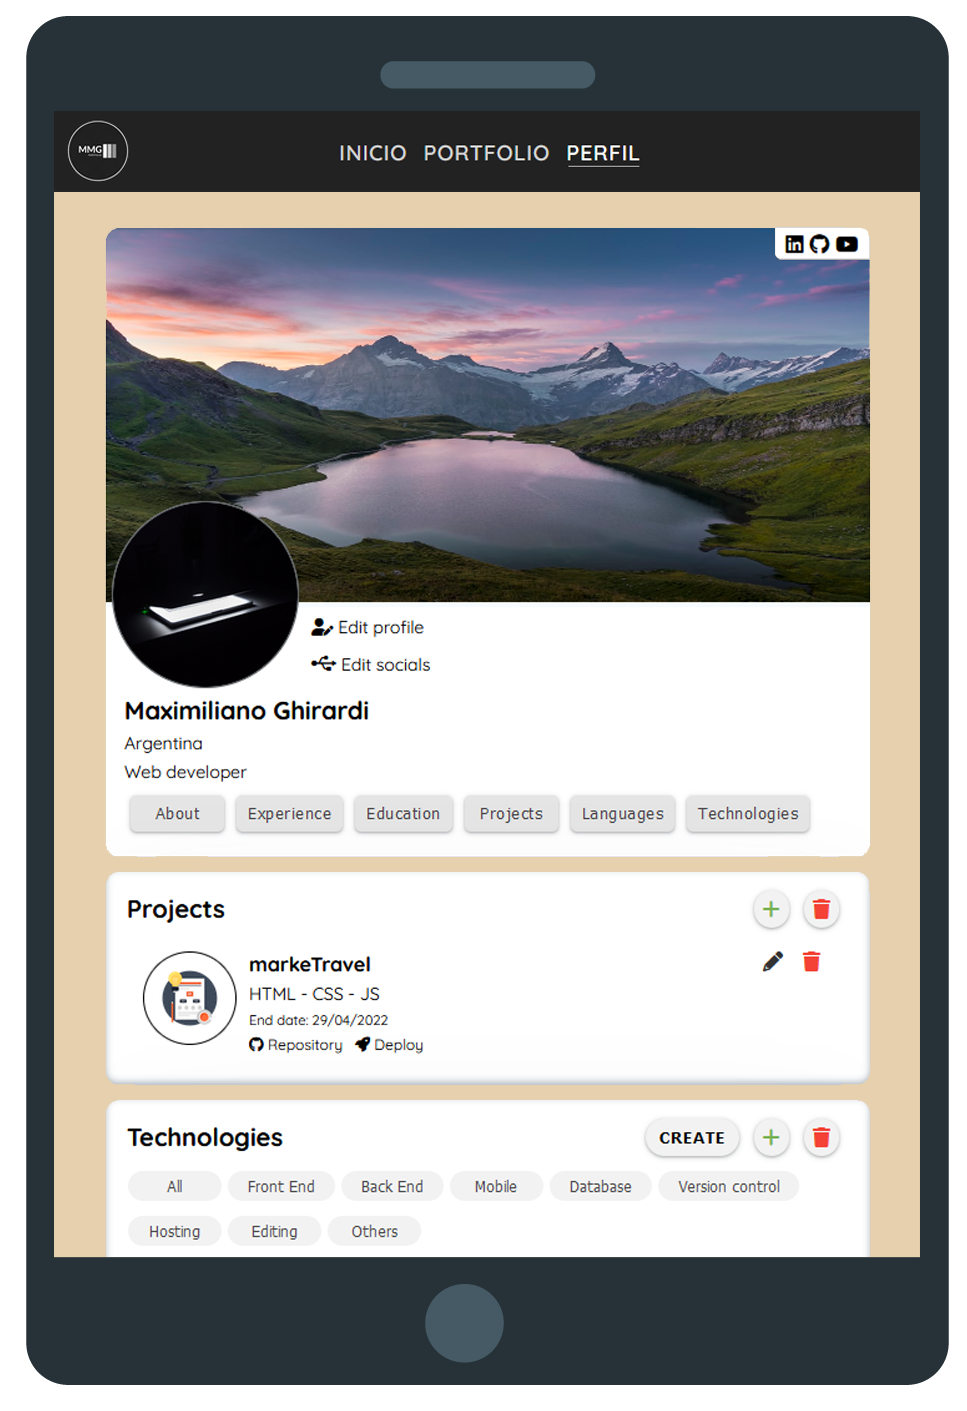 MMG
INICIO PORTFOLIO PERFIL
in
Edit profile
Edit socials
Maximiliano Ghirardi
Argentina
Web developer
About Experience Education Projects Languages Technologies
Projects
markeTravel
HTML - CSS - JS
End date: 29/04/2022
Repository Deploy
Technologies CREATE
All Front End Back End Mobile Database Version control
Hosting Editing Others